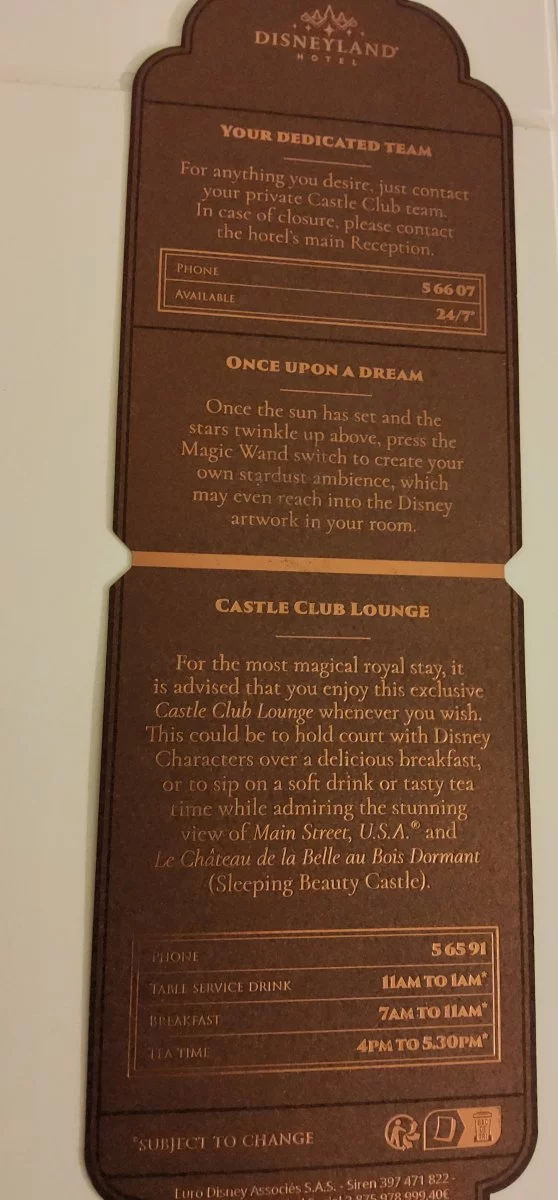 DISNEYLAND®
HOTEL
YOUR DEDICATED TEAM
For anything you desire, just contact
your private Castle Club team.
In case of closure, please contact
the hotel's main Reception.
PHONE 5 66 07
AVAILABLE 24/7*
ONCE UPON A DREAM
Once the sun has set and the
stars twinkle up above, press the
Magic Wand switch to create your
own stardust ambience, which
may even reach into the Disney
artwork in your room.
CASTLE CLUB LOUNGE
For the most magical royal stay, it
is advised that you enjoy this exclusive
Castle Club Lounge whenever you wish.
This could be to hold court with Disney
Characters over a delicious breakfast,
or to sip on a soft drink or tasty tea
time while admiring the stunning
view of Main Street, U.S.A.® and
Le Château de la Belle au Bois Dormant
(Sleeping Beauty Castle).
PHONE 5 65 91
TABLE SERVICE DRINK 11AM TO 1AM*
BREAKFAST 7AM TO 11AM*
TEA TIME 4PM TO 5.30PM*
*SUBJECT TO CHANGE
Euro Disney Associés S.A.S. - Siren 397 471 822 -
875 978 999,40€